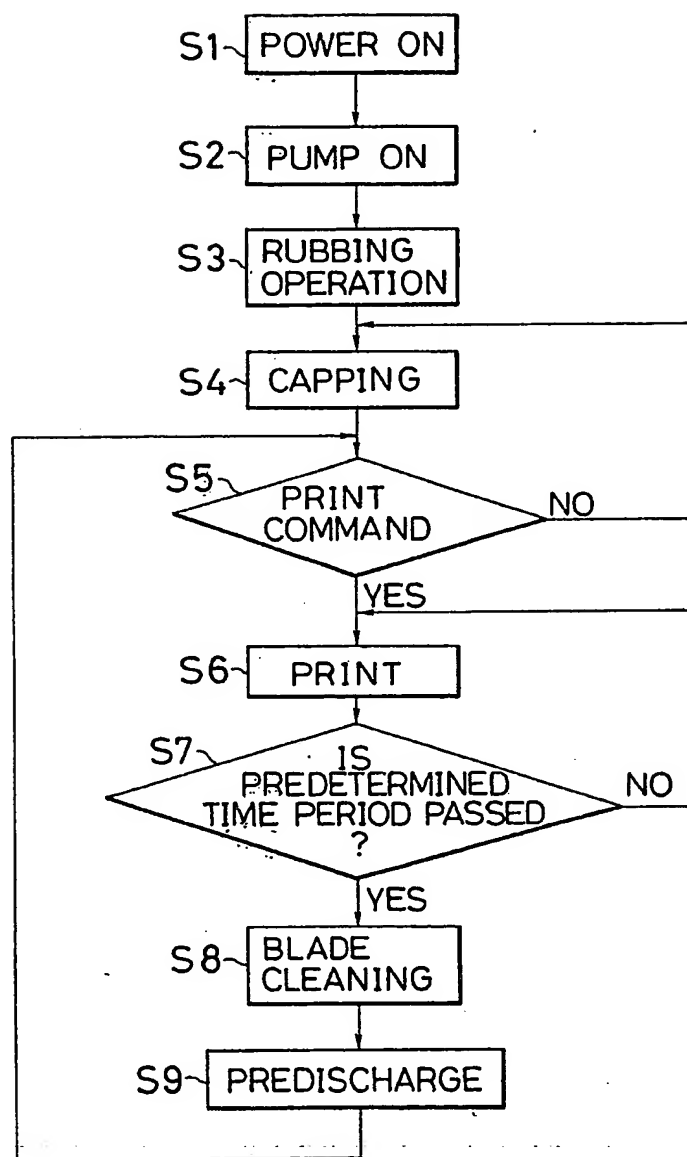 S1 POWER ON
S2 PUMP ON
S3 RUBBING
OPERATION
S4 CAPPING
S5 PRINT
COMMAND
NO
YES
S6 PRINT
S7 IS
PREDETERMINED
TIME PERIOD PASSED
?
NO
YES
S8 BLADE
CLEANING
S9 PREDISCHARGE